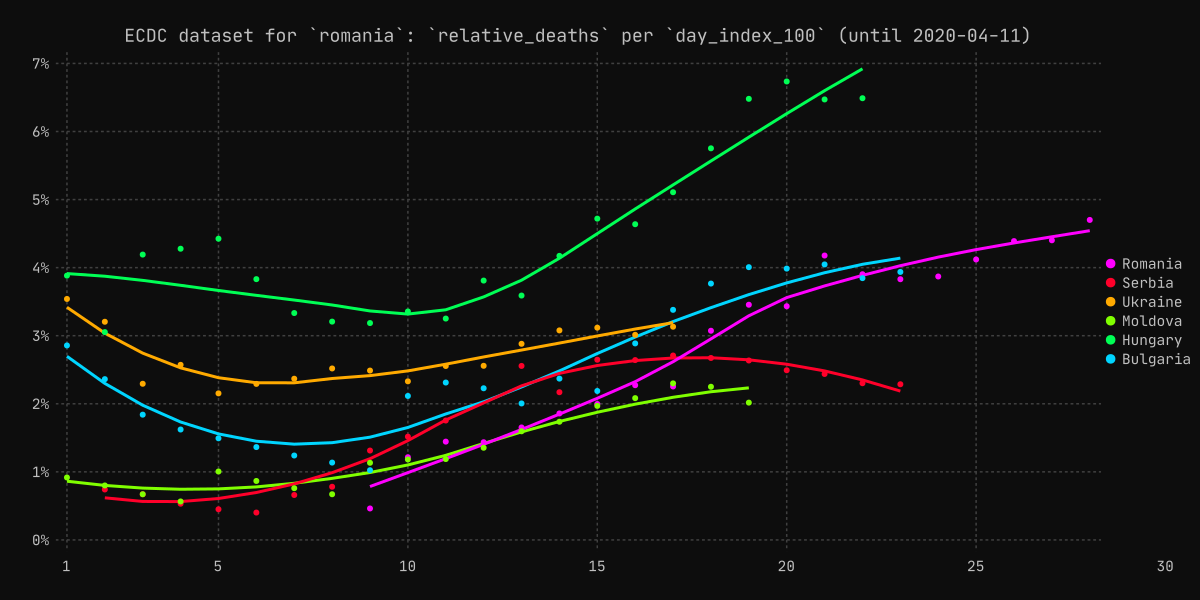 ECDC dataset for `romania`: `relative_deaths` per `day_index_100` (until 2020-04-11)
7%
6%
5%
4%
3%
2%
1%
0%
1 5 10 15 20 25 30
Romania
Serbia
Ukraine
Moldova
Hungary
Bulgaria